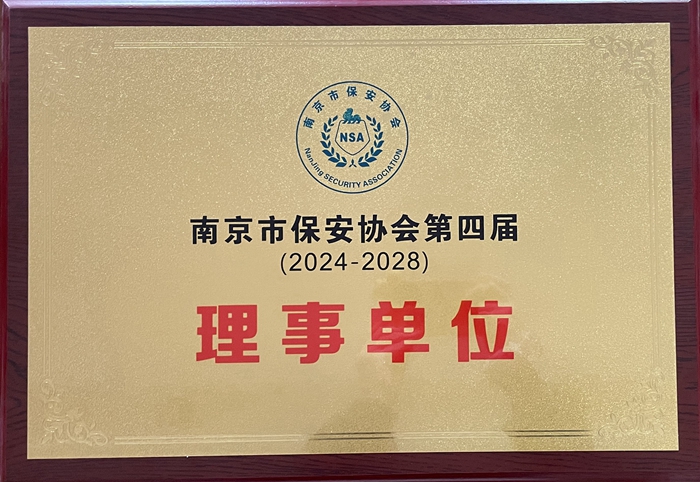 南京市保安协会
NSA
NanJing SECURITY ASSOCIATION
南京市保安协会第四届
(2024-2028)
理事单位